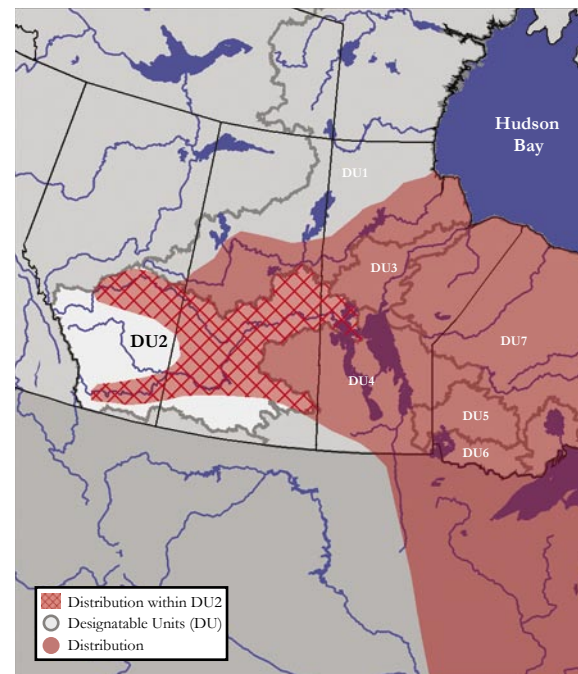 Hudson
Bay
DU1
DU3
DU2
DU7
DU4
DU5
DU6
Distribution within DU2
Designatable Units (DU)
Distribution